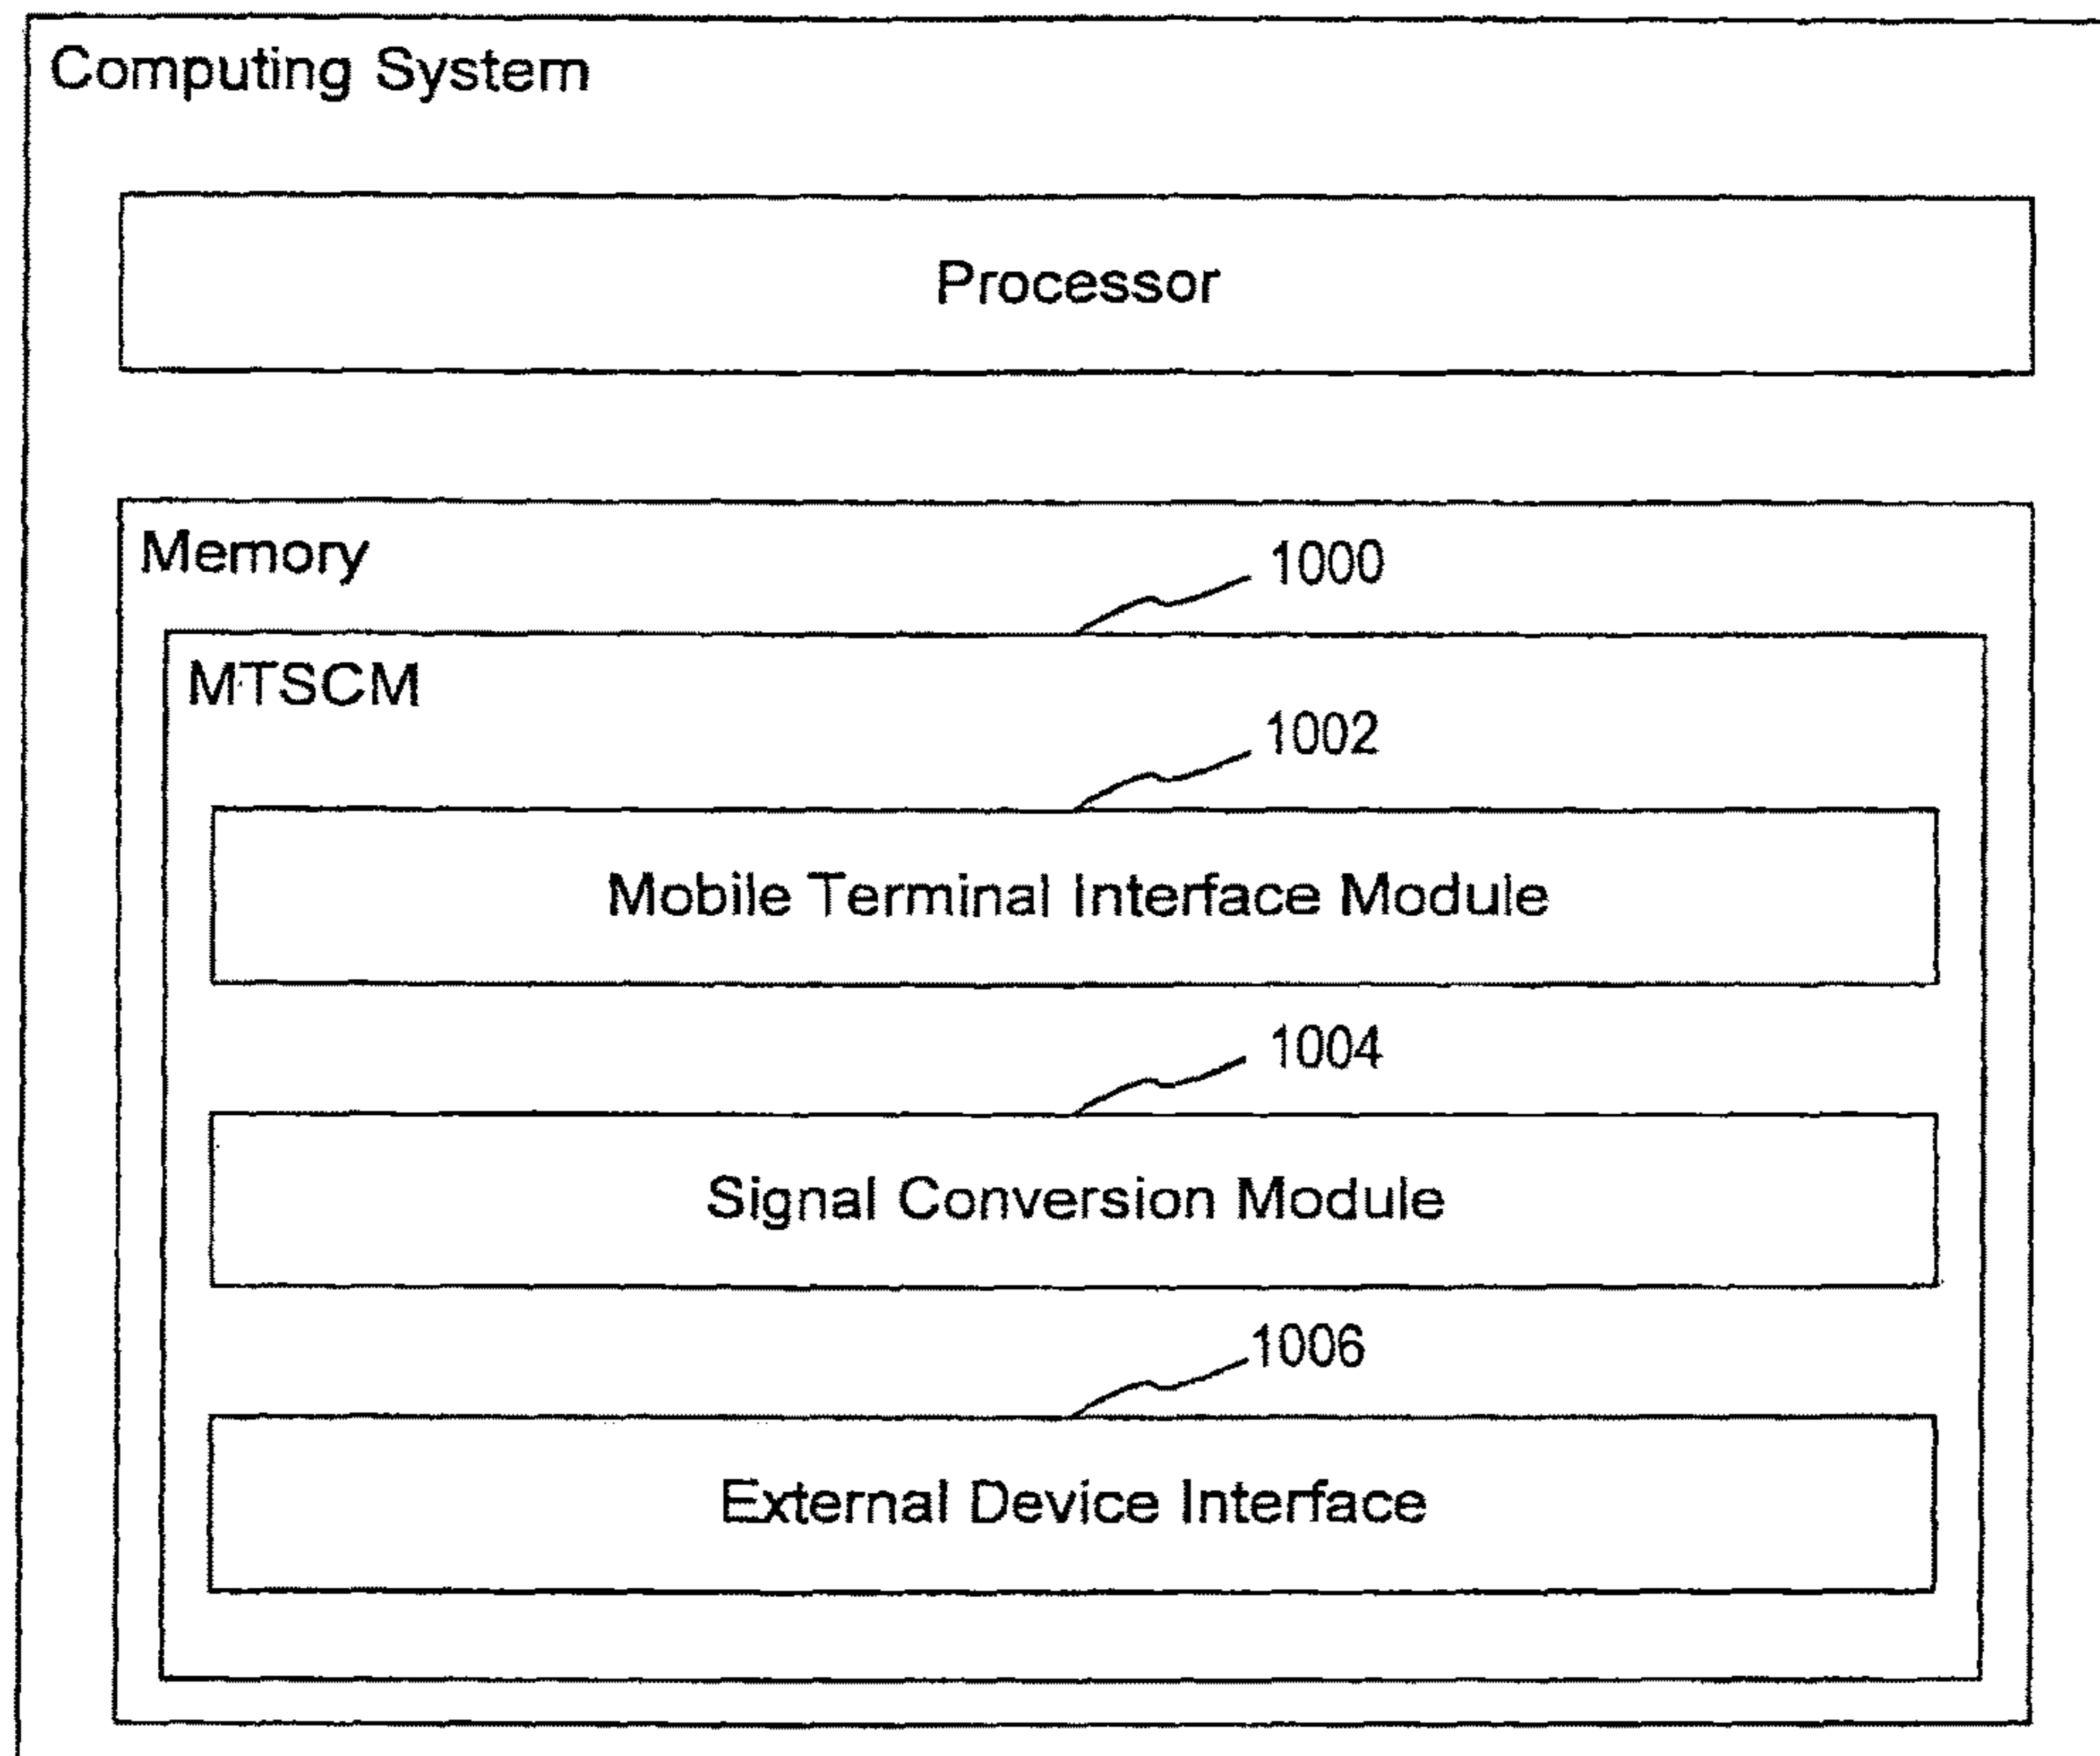 Computing System
Processor
Memory
1000
MTSCM
1002
Mobile Terminal Interface Module
1004
Signal Conversion Module
1006
External Device Interface